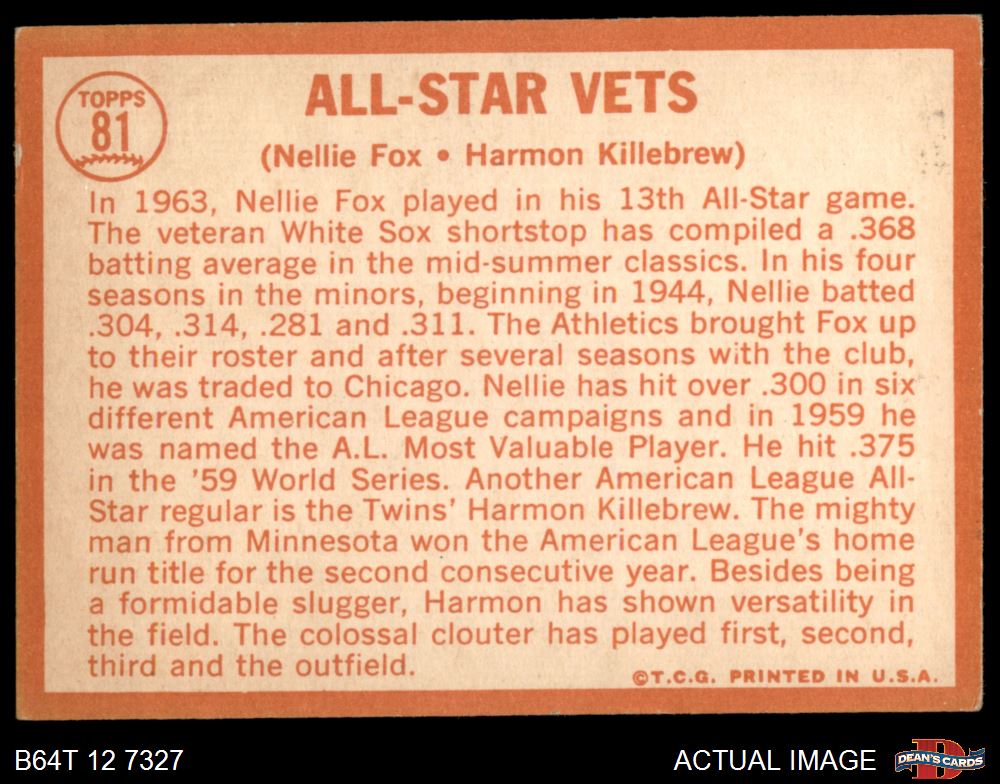 TOPPS
81
ALL-STAR VETS
(Nellie Fox • Harmon Killebrew)
In 1963, Nellie Fox played in his 13th All-Star game.
The veteran White Sox shortstop has compiled a .368
batting average in the mid-summer classics. In his four
seasons in the minors, beginning in 1944, Nellie batted
.304, .314, .281 and .311. The Athletics brought Fox up
to their roster and after several seasons with the club,
he was traded to Chicago. Nellie has hit over .300 in six
different American League campaigns and in 1959 he
was named the A.L. Most Valuable Player. He hit .375
in the '59 World Series. Another American League All-
Star regular is the Twins' Harmon Killebrew. The mighty
man from Minnesota won the American League's home
run title for the second consecutive year. Besides being
a formidable slugger, Harmon has shown versatility in
the field. The colossal clouter has played first, second,
third and the outfield.
©T.C.G. PRINTED IN U.S.A.
B64T 12 7327
ACTUAL IMAGE
DEAN'S CARDS